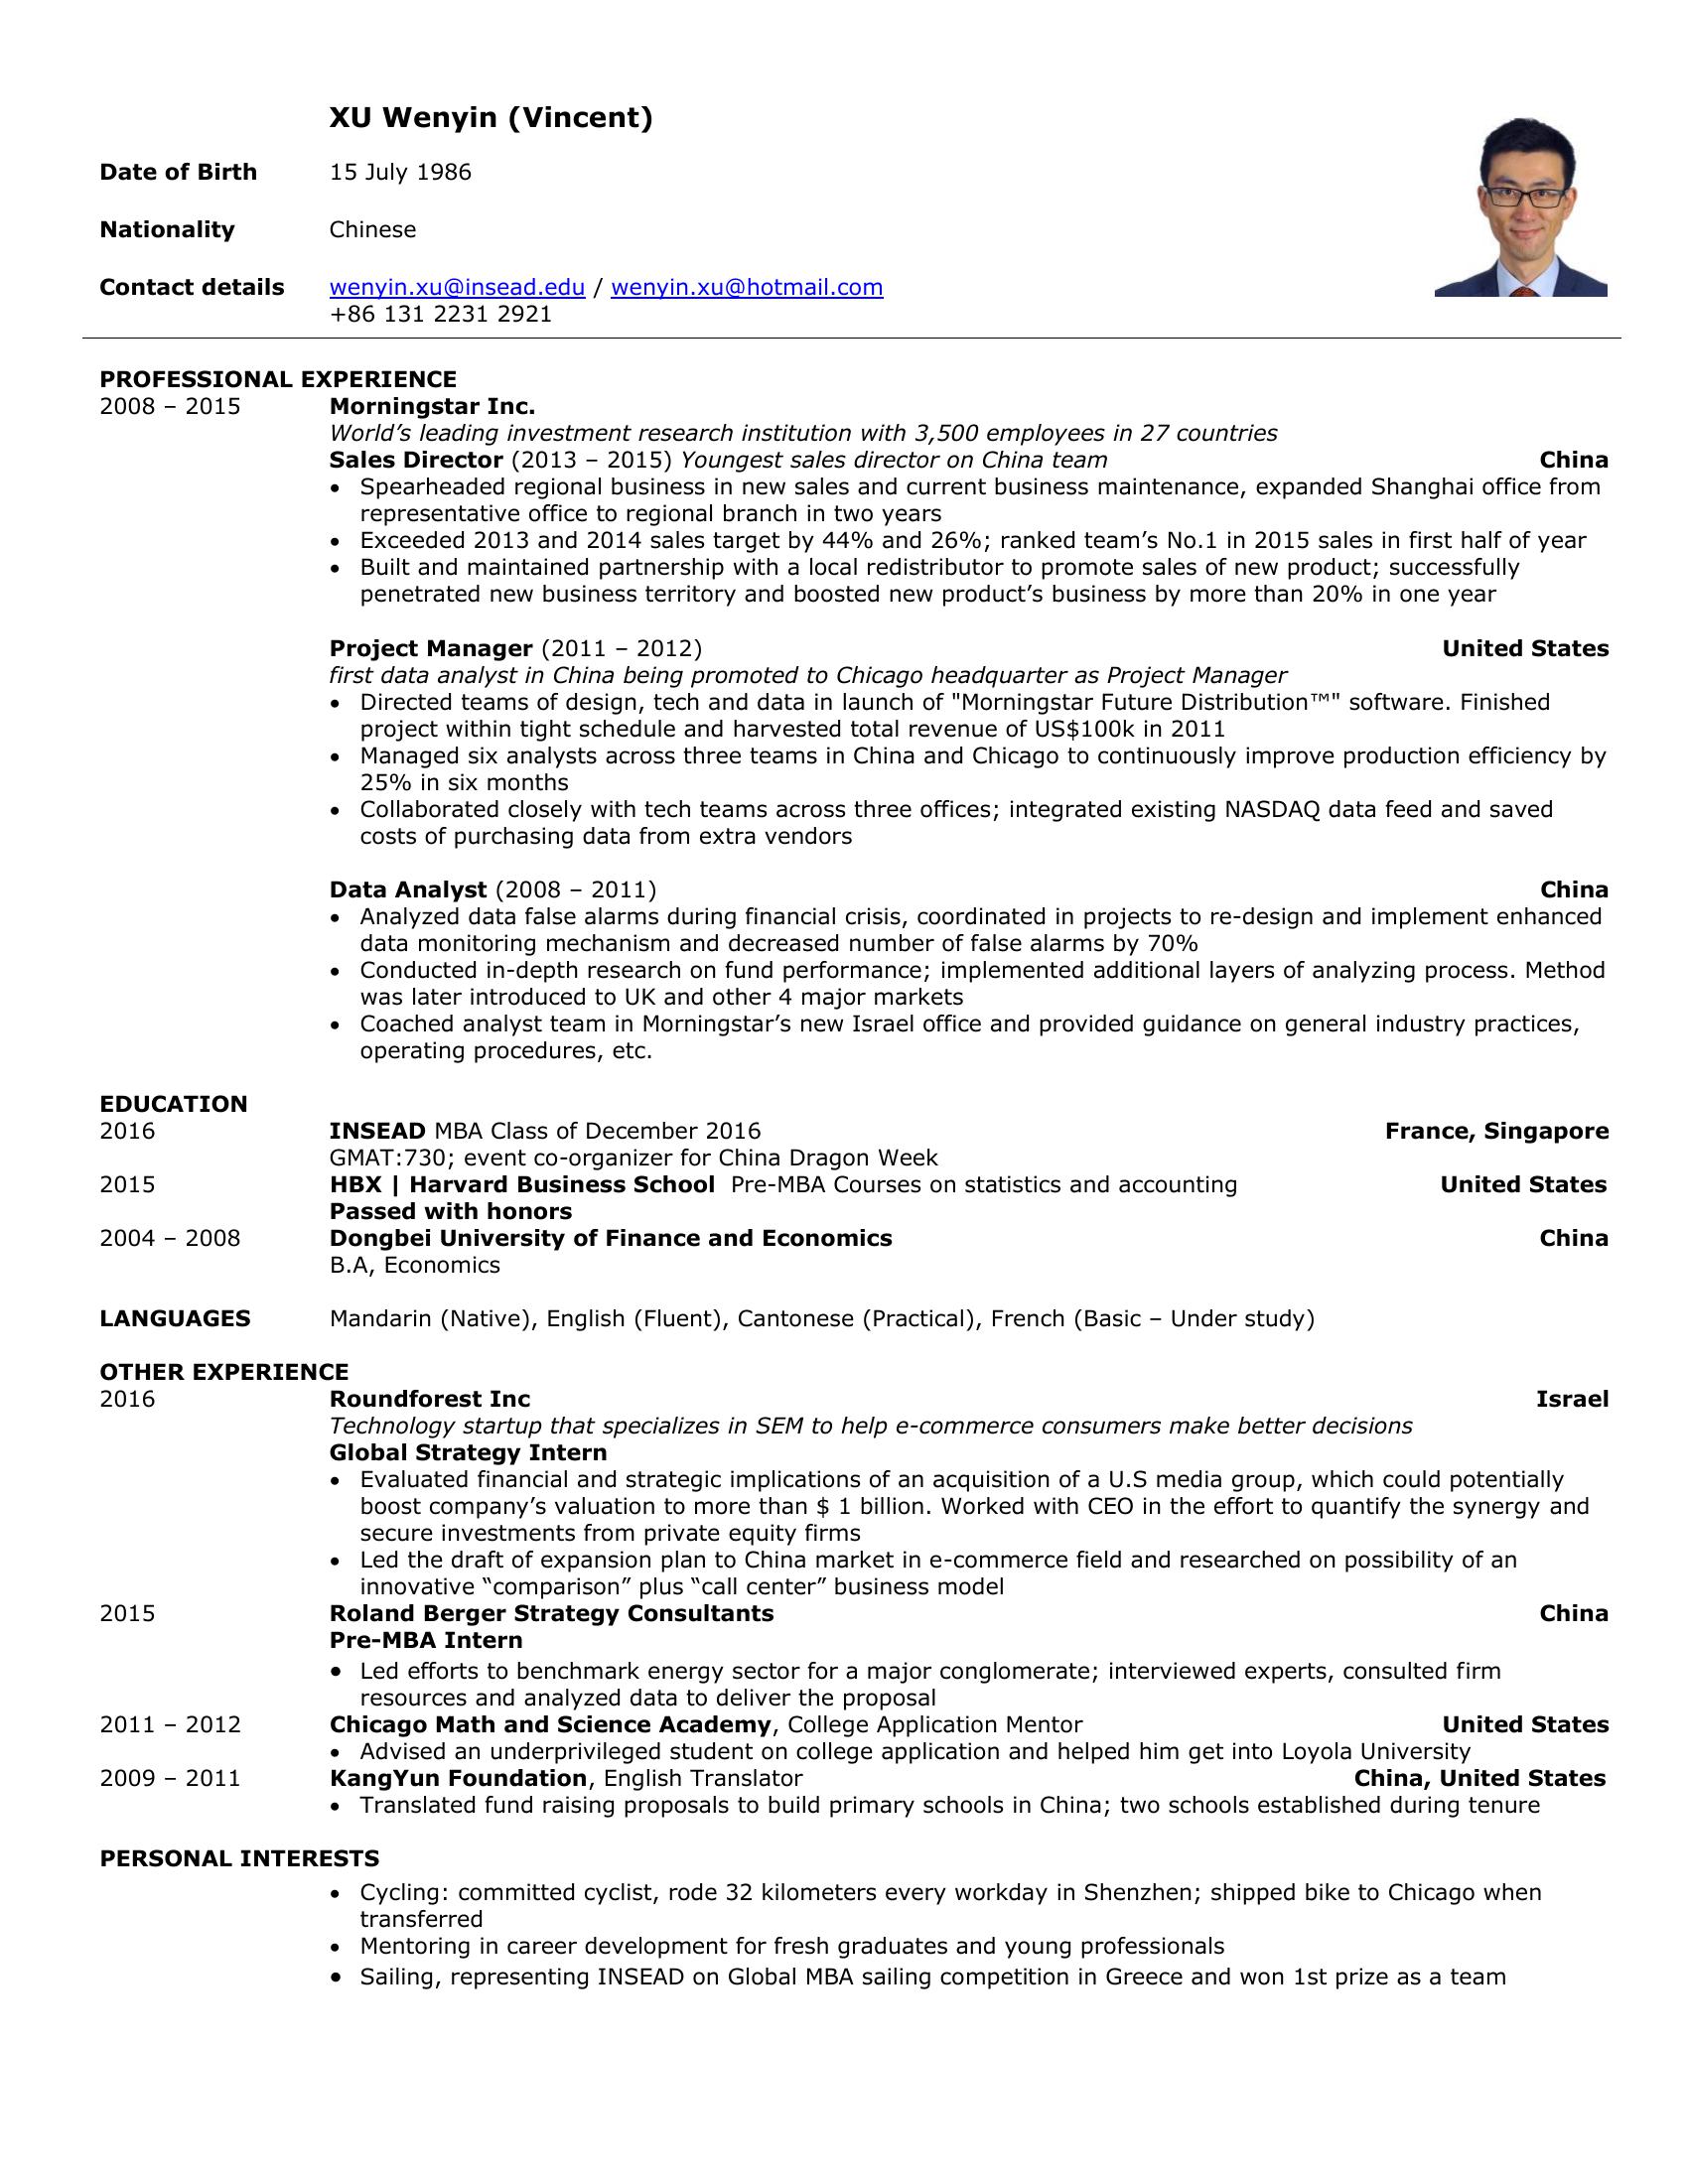 XU Wenyin (Vincent)
Date of Birth 15 July 1986
Nationality Chinese
Contact details wenyin.xu@insead.edu / wenyin.xu@hotmail.com
+86 131 2231 2921
PROFESSIONAL EXPERIENCE
2008 – 2015 Morningstar Inc.
World’s leading investment research institution with 3,500 employees in 27 countries
Sales Director (2013 – 2015) Youngest sales director on China team China
• Spearheaded regional business in new sales and current business maintenance, expanded Shanghai office from
representative office to regional branch in two years
• Exceeded 2013 and 2014 sales target by 44% and 26%; ranked team’s No.1 in 2015 sales in first half of year
• Built and maintained partnership with a local redistributor to promote sales of new product; successfully
penetrated new business territory and boosted new product’s business by more than 20% in one year
Project Manager (2011 – 2012) United States
first data analyst in China being promoted to Chicago headquarter as Project Manager
• Directed teams of design, tech and data in launch of "Morningstar Future Distribution™" software. Finished
project within tight schedule and harvested total revenue of US$100k in 2011
• Managed six analysts across three teams in China and Chicago to continuously improve production efficiency by
25% in six months
• Collaborated closely with tech teams across three offices; integrated existing NASDAQ data feed and saved
costs of purchasing data from extra vendors
Data Analyst (2008 – 2011) China
• Analyzed data false alarms during financial crisis, coordinated in projects to re-design and implement enhanced
data monitoring mechanism and decreased number of false alarms by 70%
• Conducted in-depth research on fund performance; implemented additional layers of analyzing process. Method
was later introduced to UK and other 4 major markets
• Coached analyst team in Morningstar’s new Israel office and provided guidance on general industry practices,
operating procedures, etc.
EDUCATION
2016 INSEAD MBA Class of December 2016 France, Singapore
GMAT:730; event co-organizer for China Dragon Week
2015 HBX | Harvard Business School Pre-MBA Courses on statistics and accounting United States
Passed with honors
2004 – 2008 Dongbei University of Finance and Economics China
B.A, Economics
LANGUAGES Mandarin (Native), English (Fluent), Cantonese (Practical), French (Basic – Under study)
OTHER EXPERIENCE
2016 Roundforest Inc Israel
Technology startup that specializes in SEM to help e-commerce consumers make better decisions
Global Strategy Intern
• Evaluated financial and strategic implications of an acquisition of a U.S media group, which could potentially
boost company’s valuation to more than $ 1 billion. Worked with CEO in the effort to quantify the synergy and
secure investments from private equity firms
• Led the draft of expansion plan to China market in e-commerce field and researched on possibility of an
innovative “comparison” plus “call center” business model
2015 Roland Berger Strategy Consultants China
Pre-MBA Intern
• Led efforts to benchmark energy sector for a major conglomerate; interviewed experts, consulted firm
resources and analyzed data to deliver the proposal
2011 – 2012 Chicago Math and Science Academy, College Application Mentor United States
• Advised an underprivileged student on college application and helped him get into Loyola University
2009 – 2011 KangYun Foundation, English Translator China, United States
• Translated fund raising proposals to build primary schools in China; two schools established during tenure
PERSONAL INTERESTS
• Cycling: committed cyclist, rode 32 kilometers every workday in Shenzhen; shipped bike to Chicago when
transferred
• Mentoring in career development for fresh graduates and young professionals
• Sailing, representing INSEAD on Global MBA sailing competition in Greece and won 1st prize as a team